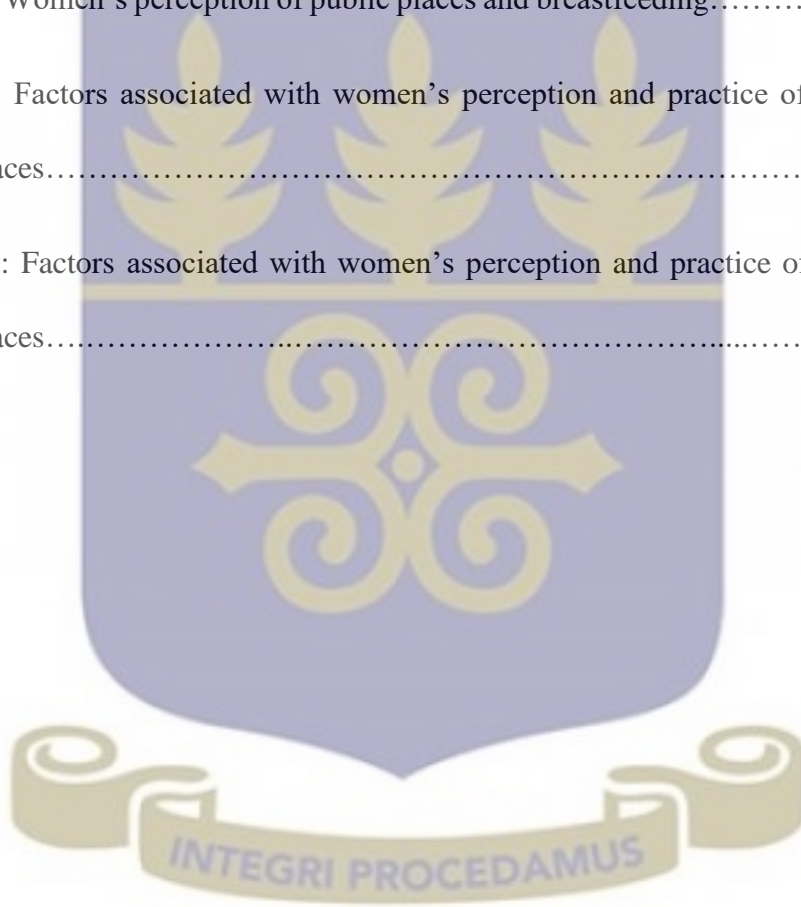 Women's perception of public places and breastfeeding………
Factors associated with women's perception and practice of
aces……………………………………………………………………
: Factors associated with women's perception and practice of
aces….………………...……………………………………….....……
INTEGRI PROCEDAMUS